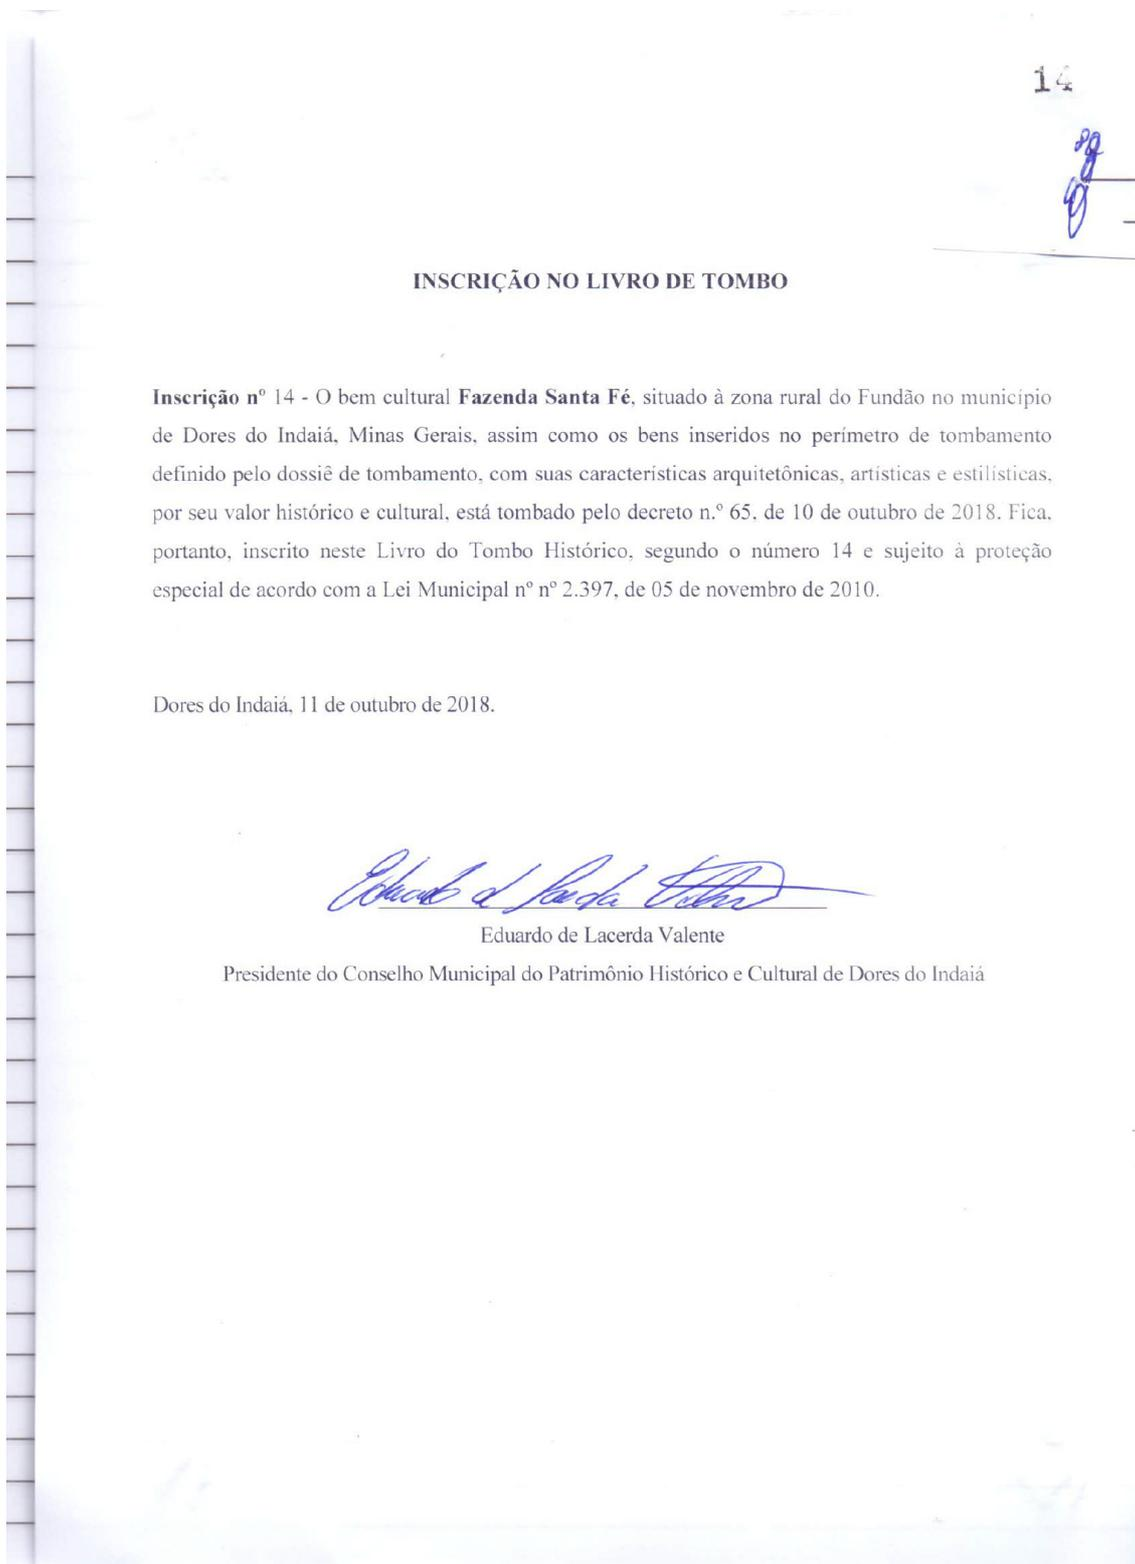 14
INSCRIÇÃO NO LIVRO DE TOMBO
Inscrição nº 14 - O bem cultural Fazenda Santa Fé, situado à zona rural do Fundão no município
de Dores do Indaiá, Minas Gerais, assim como os bens inseridos no perímetro de tombamento
definido pelo dossiê de tombamento, com suas características arquitetônicas, artísticas e estilísticas,
por seu valor histórico e cultural, está tombado pelo decreto n.º 65, de 10 de outubro de 2018. Fica,
portanto, inscrito neste Livro do Tombo Histórico, segundo o número 14 e sujeito à proteção
especial de acordo com a Lei Municipal nº nº 2.397, de 05 de novembro de 2010.
Dores do Indaiá, 11 de outubro de 2018.
Eduardo de Lacerda Valente
Presidente do Conselho Municipal do Patrimônio Histórico e Cultural de Dores do Indaiá